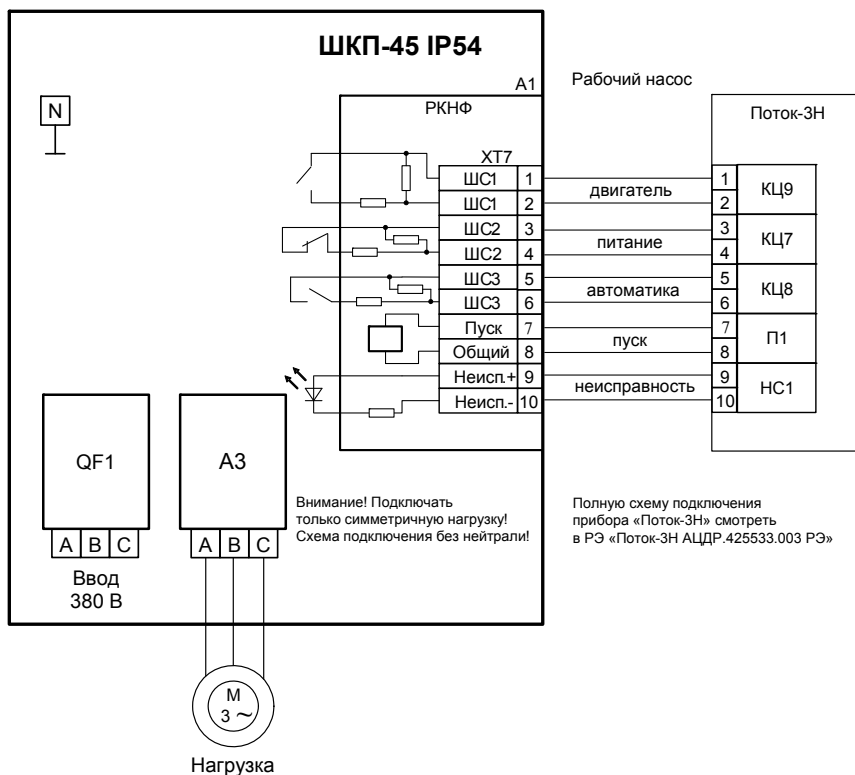 ШКП-45 IP54
А1
Рабочий насос
N
РКНФ
Поток-3Н
XT7
ШС1 1
ШС1 2
ШС2 3
ШС2 4
ШС3 5
ШС3 6
Пуск 7
Общий 8
Неисп.+ 9
Неисп.- 10
двигатель
питание
автоматика
пуск
неисправность
1
2
КЦ9
3
4
КЦ7
5
6
КЦ8
7
8
П1
9
10
НС1
QF1
А3
A B C
A B C
Ввод
380 В
Внимание! Подключать
только симметричную нагрузку!
Схема подключения без нейтрали!
Полную схему подключения
прибора «Поток-3Н» смотреть
в РЭ «Поток-3Н АЦДР.425533.003 РЭ»
М
3 ~
Нагрузка